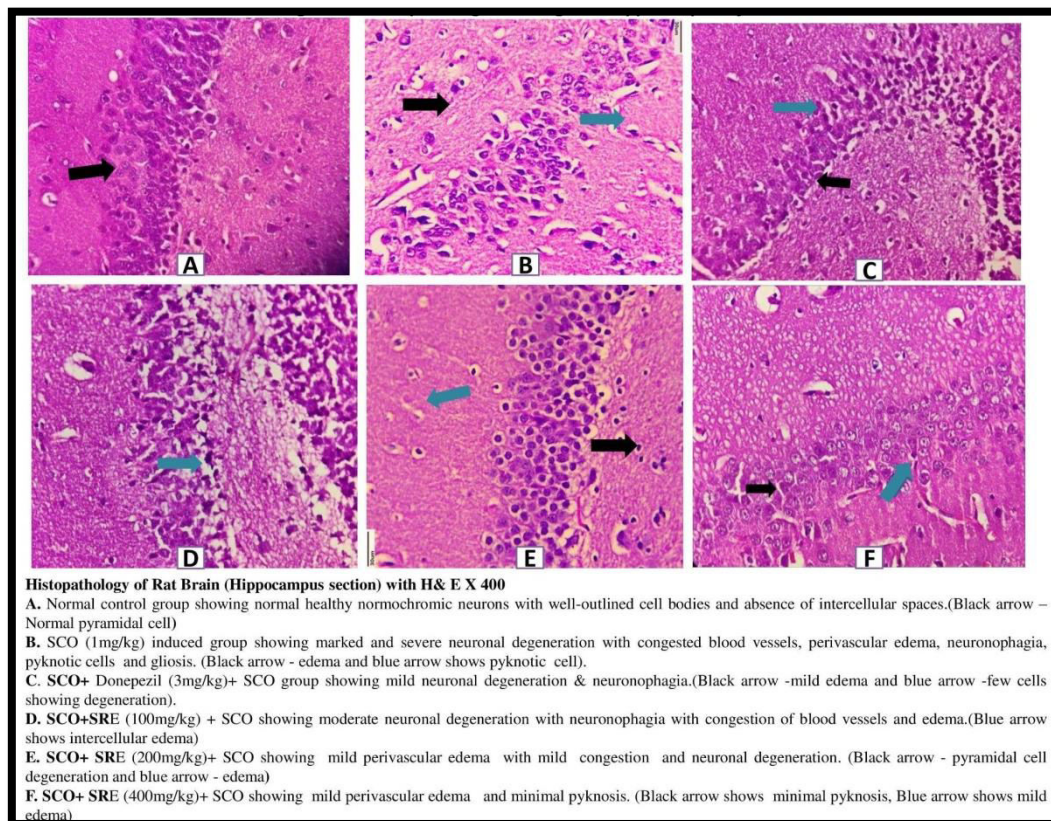 A
B
C
D
E
F
Histopathology of Rat Brain (Hippocampus section) with H& E X 400
A. Normal control group showing normal healthy normochromic neurons with well-outlined cell bodies and absence of intercellular spaces.(Black arrow –
Normal pyramidal cell)
B. SCO (1mg/kg) induced group showing marked and severe neuronal degeneration with congested blood vessels, perivascular edema, neuronophagia,
pyknotic cells and gliosis. (Black arrow - edema and blue arrow shows pyknotic cell).
C. SCO+ Donepezil (3mg/kg)+ SCO group showing mild neuronal degeneration & neuronophagia.(Black arrow -mild edema and blue arrow -few cells
showing degeneration).
D. SCO+SRE (100mg/kg) + SCO showing moderate neuronal degeneration with neuronophagia with congestion of blood vessels and edema.(Blue arrow
shows intercellular edema)
E. SCO+ SRE (200mg/kg)+ SCO showing mild perivascular edema with mild congestion and neuronal degeneration. (Black arrow - pyramidal cell
degeneration and blue arrow - edema)
F. SCO+ SRE (400mg/kg)+ SCO showing mild perivascular edema and minimal pyknosis. (Black arrow shows minimal pyknosis, Blue arrow shows mild
edema)